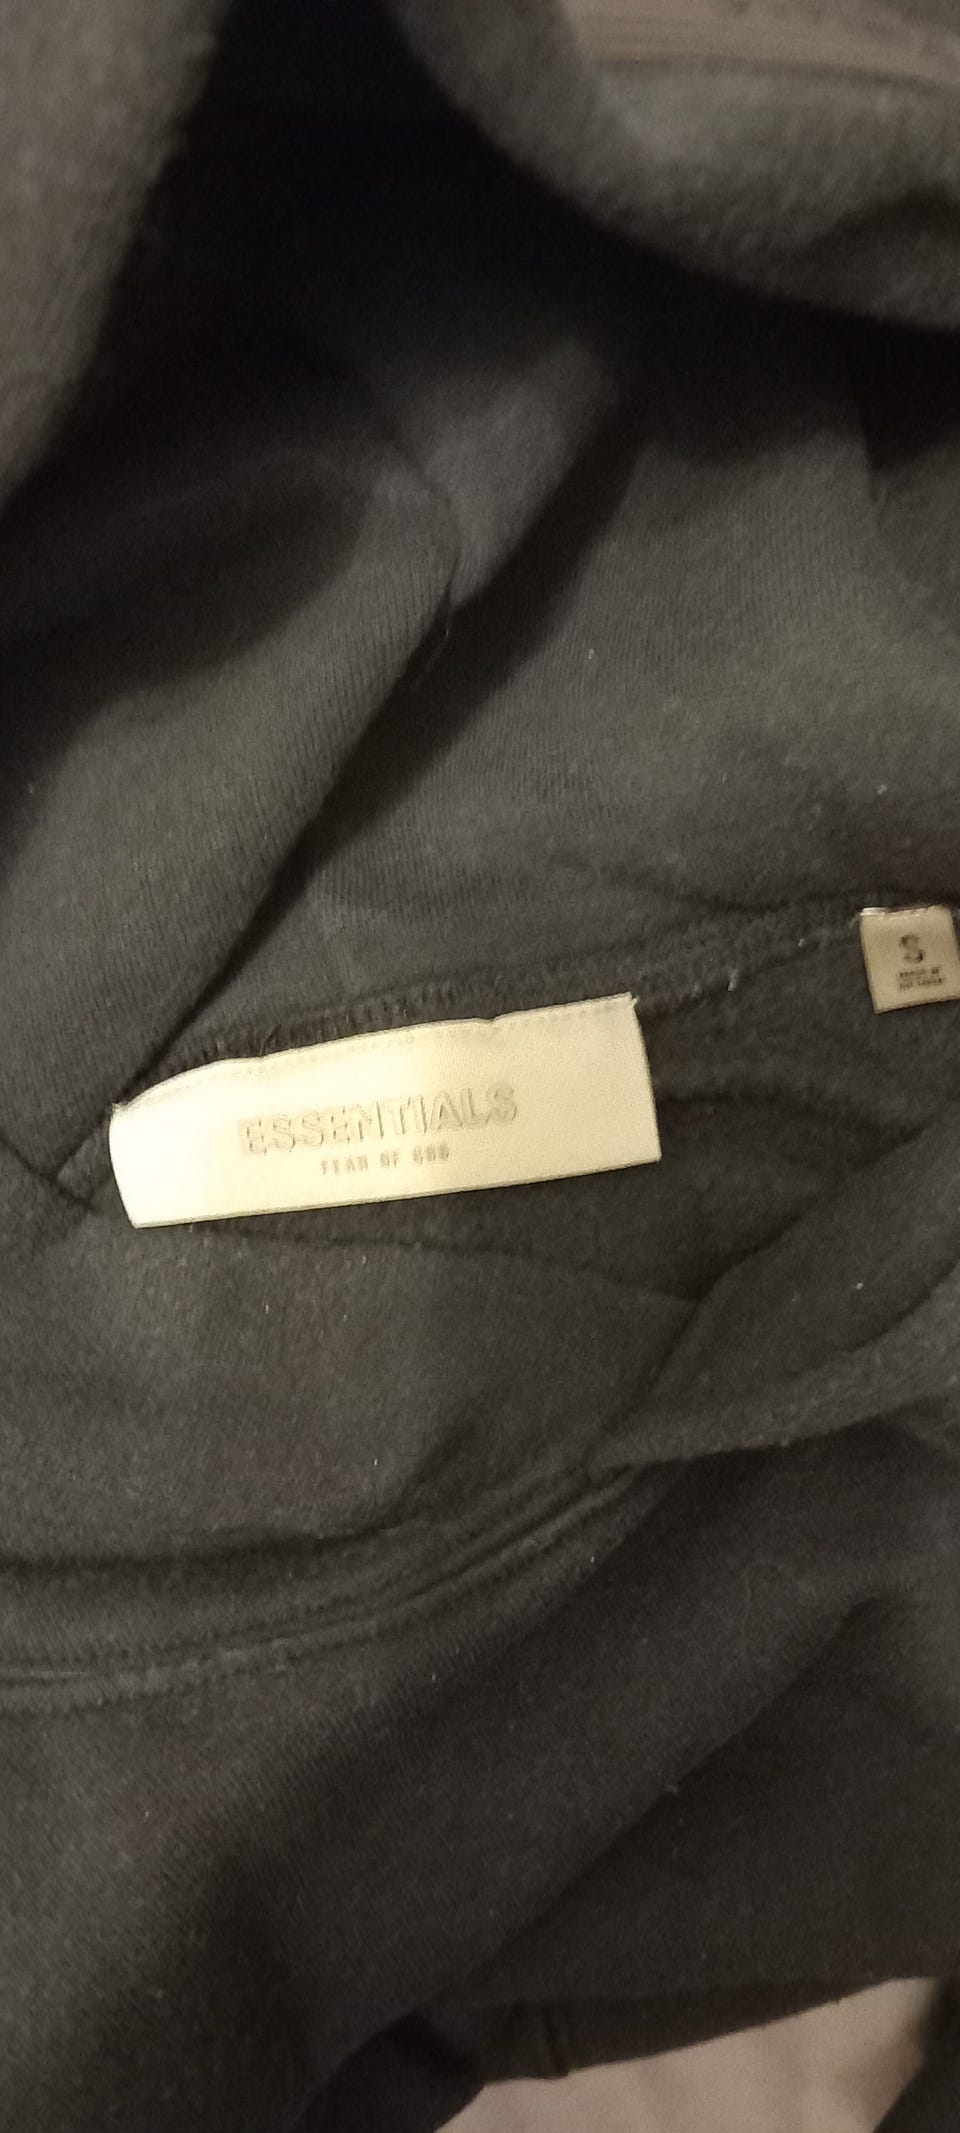 ESSENTIALS
FEAR OF GOD
S